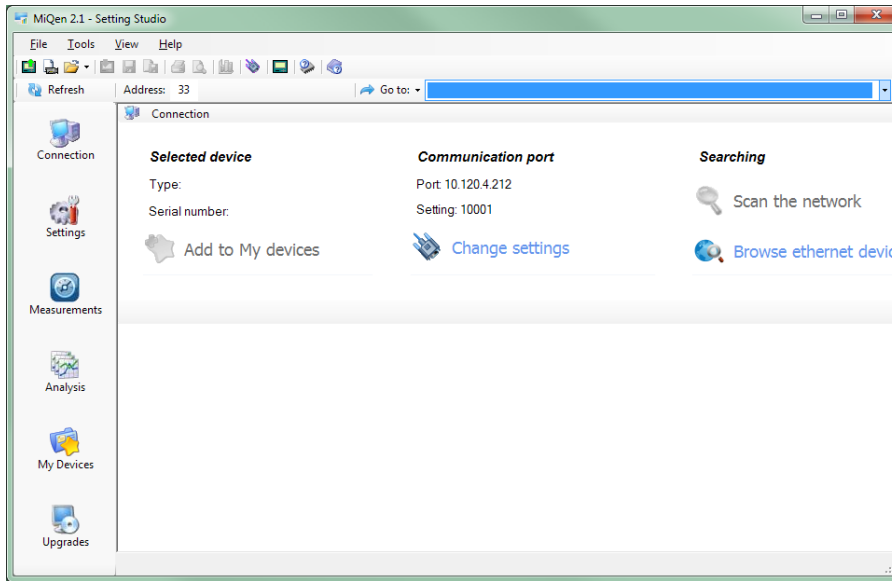 MiQen 2.1 - Setting Studio
File Tools View Help
Refresh Address: 33 Go to:
Connection
Connection
Settings
Measurements
Analysis
My Devices
Upgrades
Selected device
Type:
Serial number:
Add to My devices
Communication port
Port: 10.120.4.212
Setting: 10001
Change settings
Searching
Scan the network
Browse ethernet devic